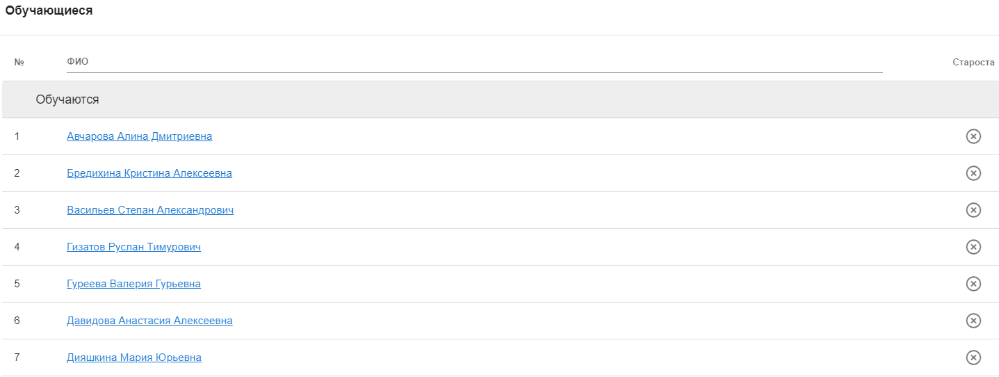 Обучающиеся
№ ФИО Староста
Обучаются
1 Авчарова Алина Дмитриевна
2 Бредихина Кристина Алексеевна
3 Васильев Степан Александрович
4 Гизатов Руслан Тимурович
5 Гуреева Валерия Гурьевна
6 Давидова Анастасия Алексеевна
7 Дияшкина Мария Юрьевна